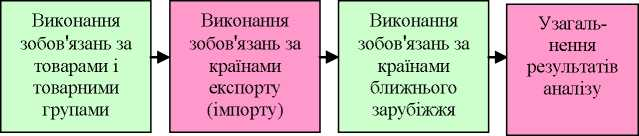 Виконання
зобов'язань за
товарами і
товарними
групами
Виконання
зобов'язань за
країнами
експорту
(імпорту)
Виконання
зобов'язань за
країнами
ближнього
зарубіжжя
Узагаль-
нення
результатів
аналізу